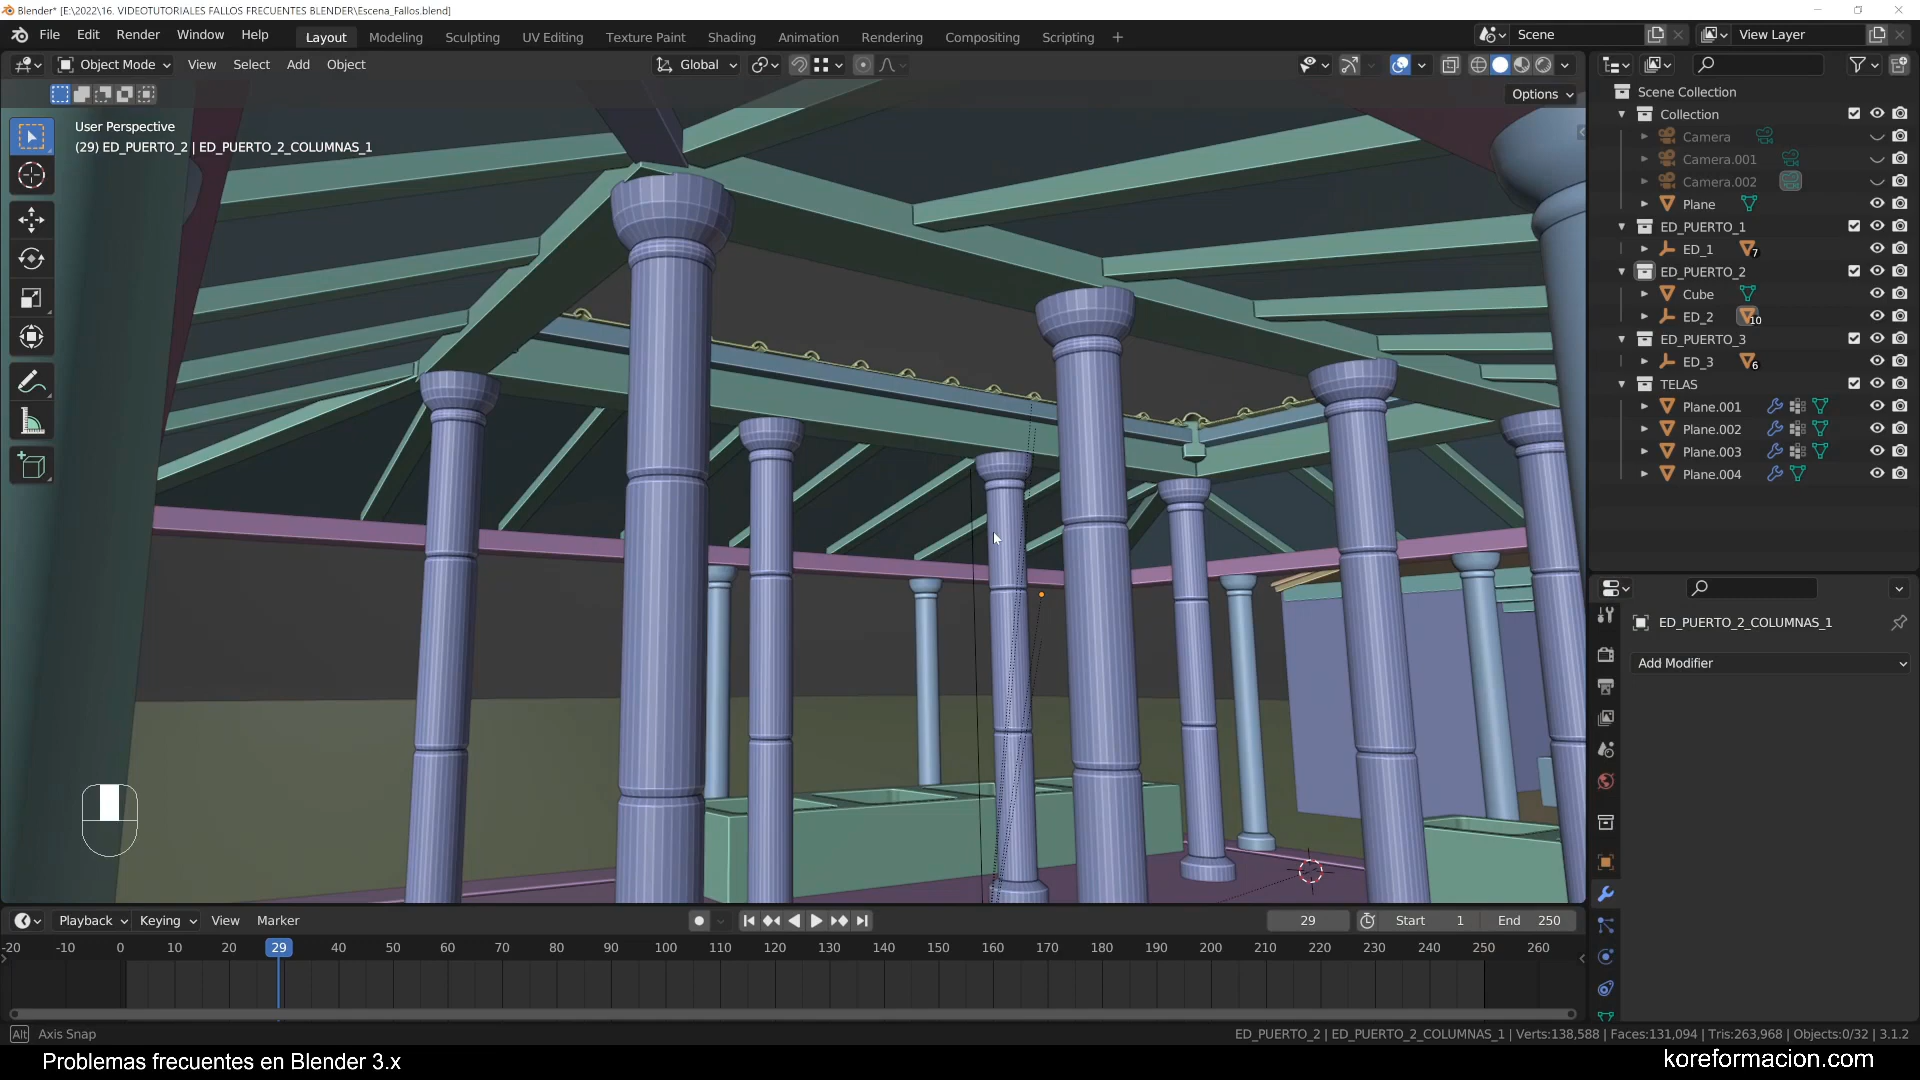 Blender* [E:\2022\16. VIDEOTUTORIALES FALLOS FRECUENTES BLENDER\Escena_Fallos.blend]
File Edit Render Window Help Layout Modeling Sculpting UV Editing Texture Paint Shading Animation Rendering Compositing Scripting + Scene View Layer
Object Mode View Select Add Object Global
Options
User Perspective
(29) ED_PUERTO_2 | ED_PUERTO_2_COLUMNAS_1
Scene Collection
Collection
Camera
Camera.001
Camera.002
Plane
ED_PUERTO_1
ED_1 7
ED_PUERTO_2
Cube
ED_2 10
ED_PUERTO_3
ED_3 6
TELAS
Plane.001
Plane.002
Plane.003
Plane.004
ED_PUERTO_2_COLUMNAS_1
Add Modifier
Playback Keying View Marker 29 Start 1 End 250
-20 -10 0 10 20 29 40 50 60 70 80 90 100 110 120 130 140 150 160 170 180 190 200 210 220 230 240 250 260
Alt Axis Snap ED_PUERTO_2 | ED_PUERTO_2_COLUMNAS_1 | Verts:138,588 | Faces:131,094 | Tris:263,968 | Objects:0/32 | 3.1.2
Problemas frecuentes en Blender 3.x koreformacion.com